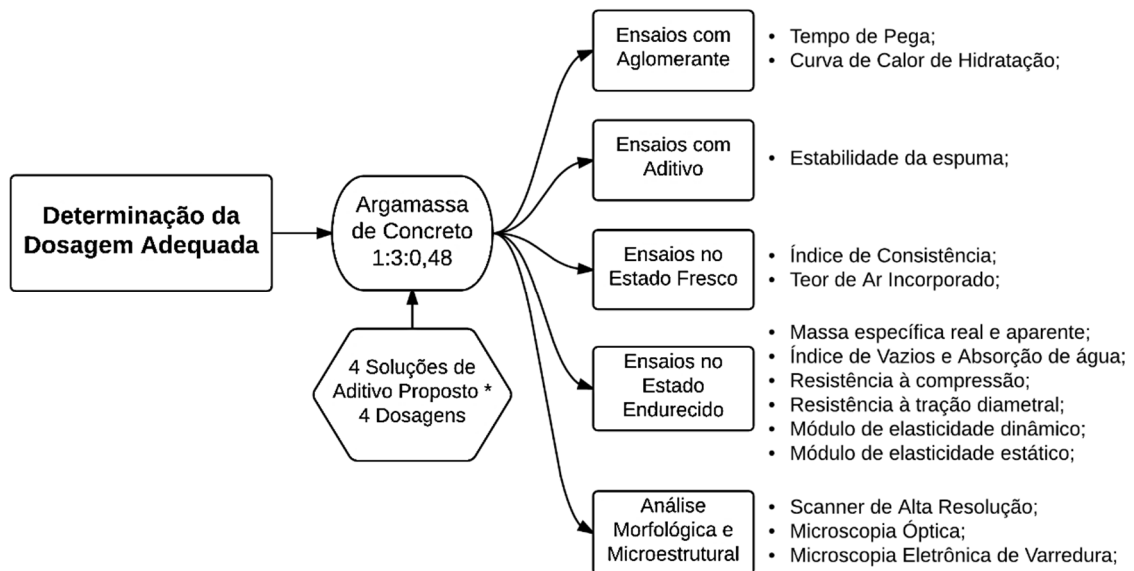 Determinação da
Dosagem Adequada
Argamassa
de Concreto
1:3:0,48
4 Soluções de
Aditivo Proposto *
4 Dosagens
Ensaios com
Aglomerante
• Tempo de Pega;
• Curva de Calor de Hidratação;
Ensaios com
Aditivo
• Estabilidade da espuma;
Ensaios no
Estado Fresco
• Índice de Consistência;
• Teor de Ar Incorporado;
Ensaios no
Estado
Endurecido
• Massa específica real e aparente;
• Índice de Vazios e Absorção de água;
• Resistência à compressão;
• Resistência à tração diametral;
• Módulo de elasticidade dinâmico;
• Módulo de elasticidade estático;
Análise
Morfológica e
Microestrutural
• Scanner de Alta Resolução;
• Microscopia Óptica;
• Microscopia Eletrônica de Varredura;